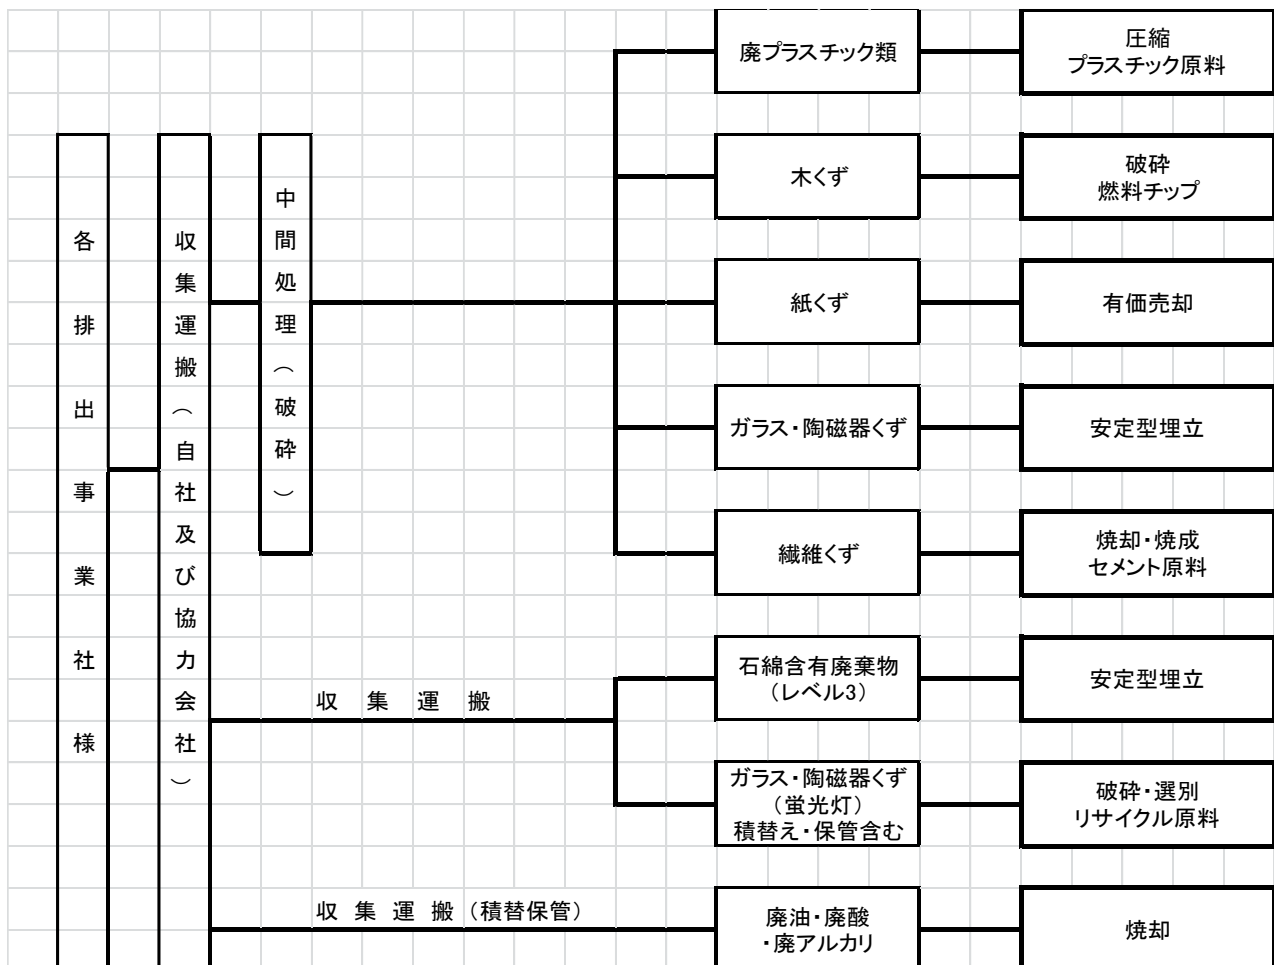 各排出事業社様
収集運搬（自社及び協力会社）
中間処理（破砕）
廃プラスチック類
圧縮
プラスチック原料
木くず
破砕
燃料チップ
紙くず
有価売却
ガラス・陶磁器くず
安定型埋立
繊維くず
焼却・焼成
セメント原料
収集運搬
石綿含有廃棄物
（レベル3）
安定型埋立
ガラス・陶磁器くず
（蛍光灯）
積替え・保管含む
破砕・選別
リサイクル原料
収集運搬（積替保管）
廃油・廃酸
・廃アルカリ
焼却